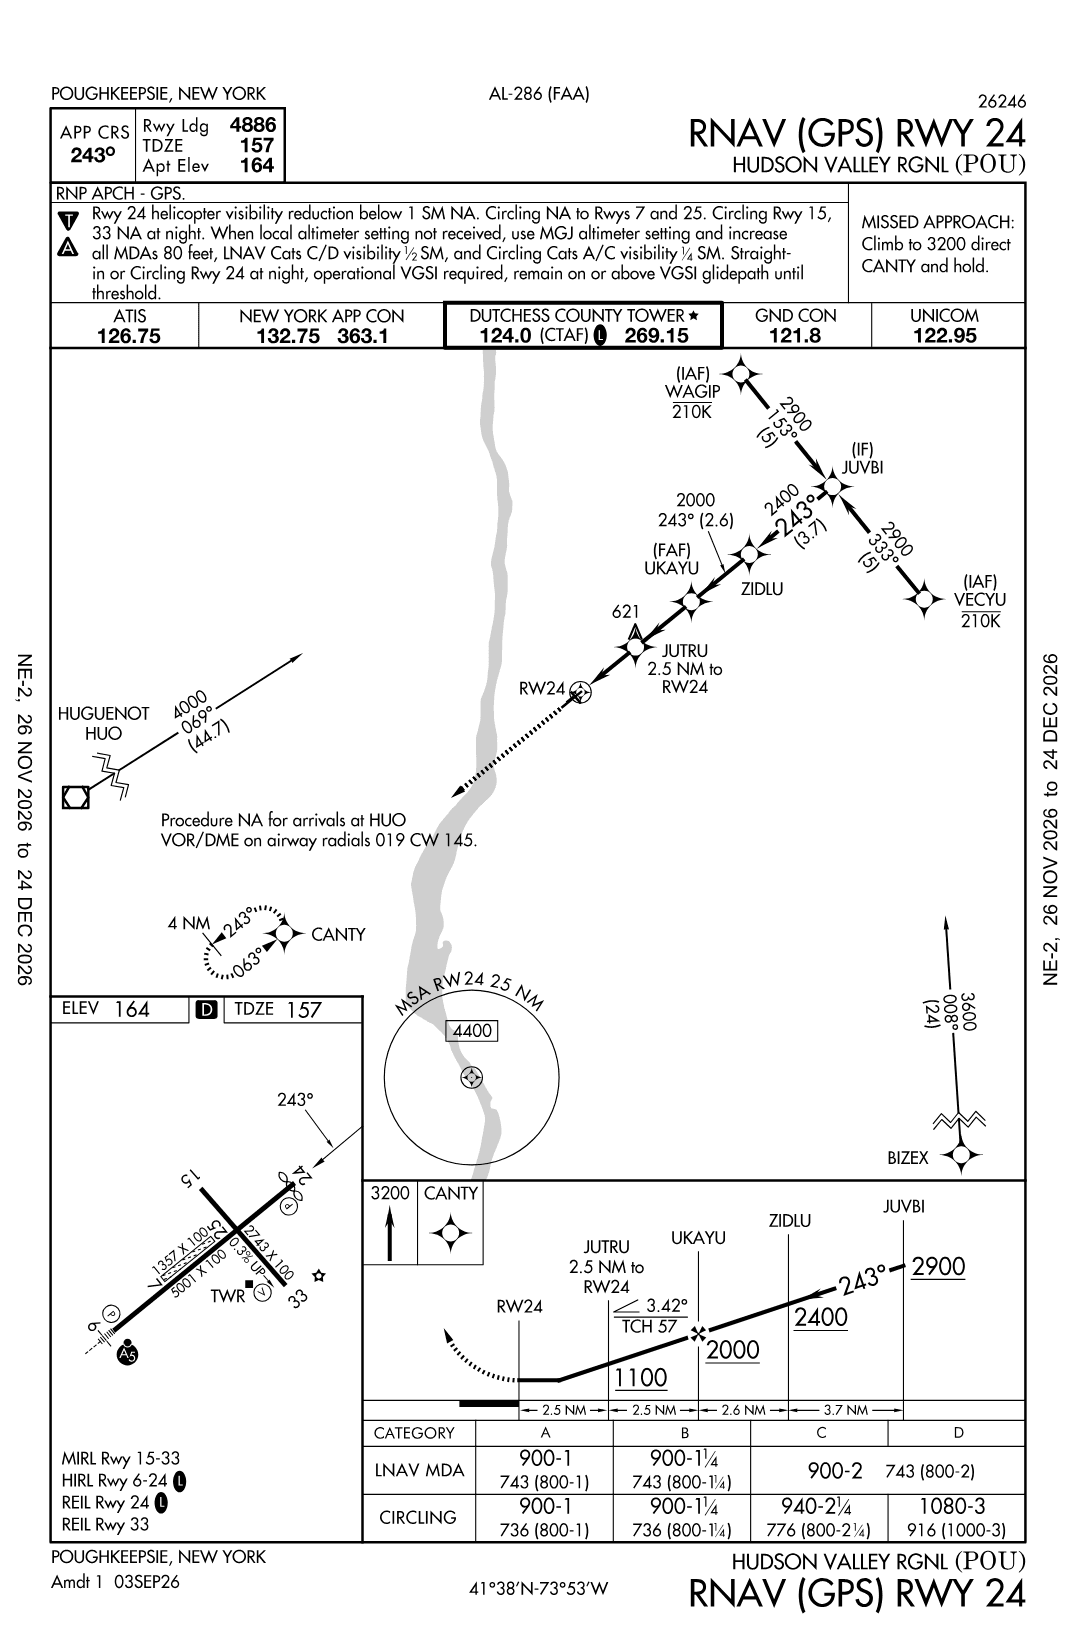 POUGHKEEPSIE, NEW YORK
AL-286 (FAA)
26246
APP CRS
243°
Rwy Ldg 4886
TDZE 157
Apt Elev 164
RNAV (GPS) RWY 24
HUDSON VALLEY RGNL (POU)
RNP APCH - GPS.
T
A
Rwy 24 helicopter visibility reduction below 1 SM NA. Circling NA to Rwys 7 and 25. Circling Rwy 15,
33 NA at night. When local altimeter setting not received, use MGJ altimeter setting and increase
all MDAs 80 feet, LNAV Cats C/D visibility ½ SM, and Circling Cats A/C visibility ¼ SM. Straight-
in or Circling Rwy 24 at night, operational VGSI required, remain on or above VGSI glidepath until
threshold.
MISSED APPROACH:
Climb to 3200 direct
CANTY and hold.
ATIS
126.75
NEW YORK APP CON
132.75 363.1
DUTCHESS COUNTY TOWER ★
124.0 (CTAF) L 269.15
GND CON
121.8
UNICOM
122.95
(IAF)
WAGIP
210K
2900
153°
(5)
(IF)
JUVBI
2400
243°
(3.7)
2000
243° (2.6)
2900
333°
(5)
(FAF)
UKAYU
ZIDLU
(IAF)
VECYU
210K
621
JUTRU
2.5 NM to
RW24
RW24
4000
069°
(44.7)
HUGUENOT
HUO
Procedure NA for arrivals at HUO
VOR/DME on airway radials 019 CW 145.
4 NM
243°
063°
CANTY
MSA RW24 25 NM
4400
3600
008°
(24)
BIZEX
NE-2, 26 NOV 2026 to 24 DEC 2026
NE-2, 26 NOV 2026 to 24 DEC 2026
ELEV 164
D
TDZE 157
243°
15
24
P
1357 X 100
25
7
5001 X 100
2743 X 100
0.3% UP
TWR
V
33
P
6
A5
MIRL Rwy 15-33
HIRL Rwy 6-24 L
REIL Rwy 24 L
REIL Rwy 33
3200
CANTY
RW24
JUTRU
2.5 NM to
RW24
3.42°
TCH 57
UKAYU
ZIDLU
JUVBI
243°
2900
2400
2000
1100
2.5 NM
2.5 NM
2.6 NM
3.7 NM
CATEGORY A B C D
LNAV MDA
900-1
743 (800-1)
900-1¼
743 (800-1¼)
900-2 743 (800-2)
CIRCLING
900-1
736 (800-1)
900-1¼
736 (800-1¼)
940-2¼
776 (800-2¼)
1080-3
916 (1000-3)
POUGHKEEPSIE, NEW YORK
Amdt 1 03SEP26
41°38'N-73°53'W
HUDSON VALLEY RGNL (POU)
RNAV (GPS) RWY 24